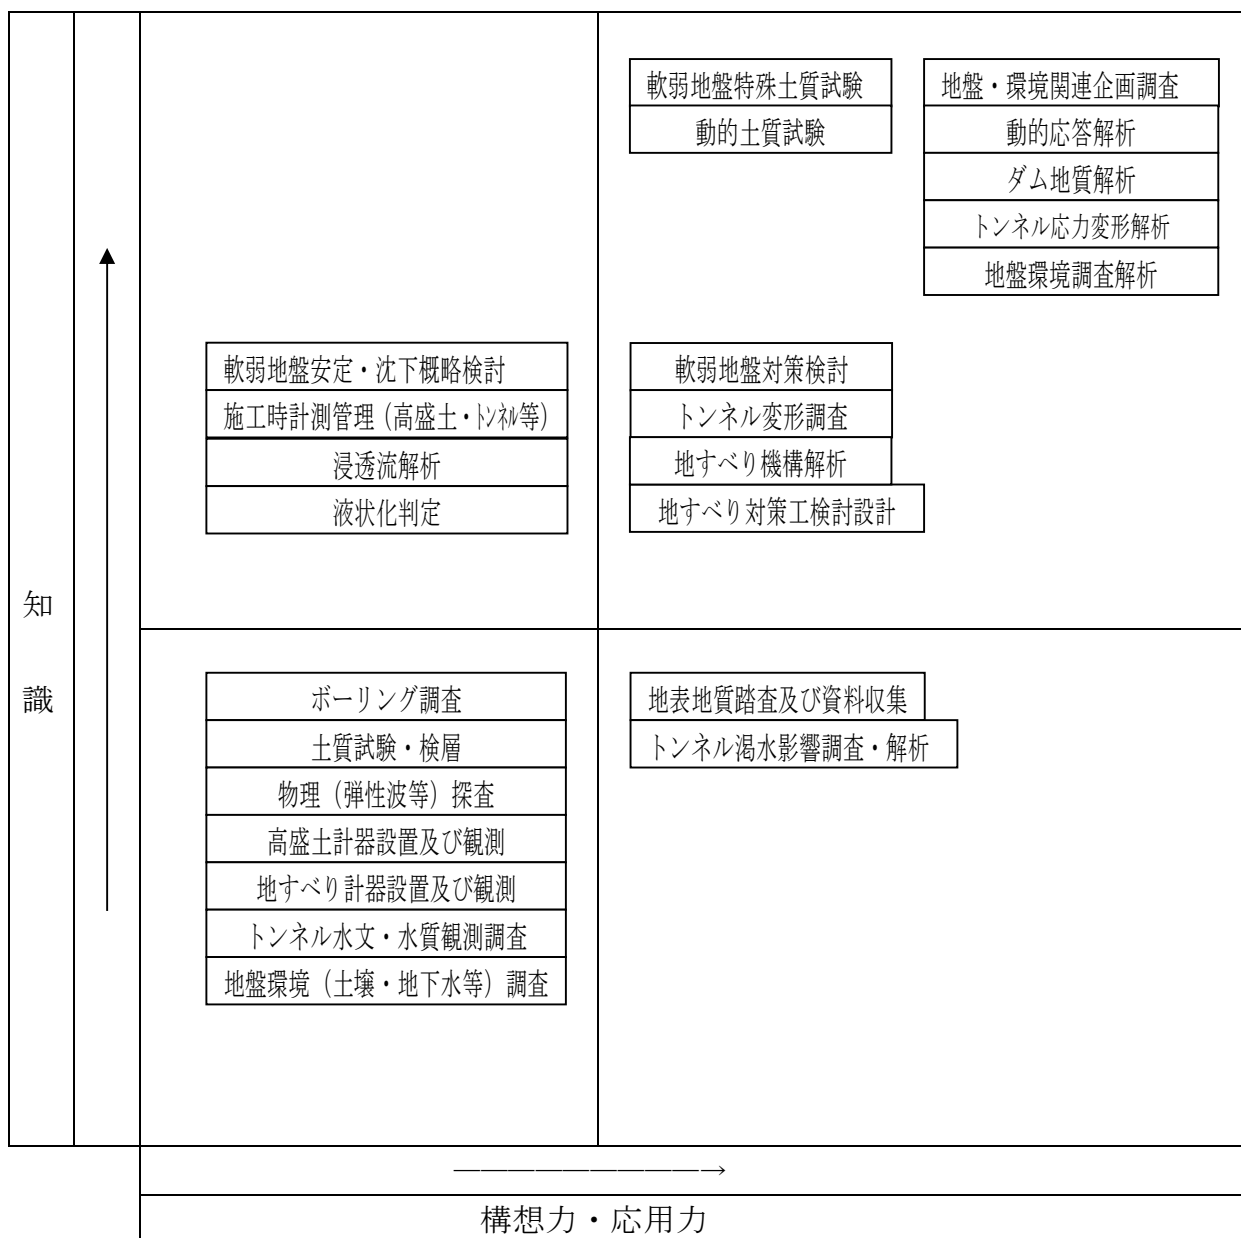 軟弱地盤特殊土質試験
動的土質試験
地盤・環境関連企画調査
動的応答解析
ダム地質解析
トンネル応力変形解析
地盤環境調査解析
軟弱地盤安定・沈下概略検討
施工時計測管理（高盛土・ﾄﾝﾈﾙ等）
浸透流解析
液状化判定
軟弱地盤対策検討
トンネル変形調査
地すべり機構解析
地すべり対策工検討設計
知
識
ボーリング調査
土質試験・検層
物理（弾性波等）探査
高盛土計器設置及び観測
地すべり計器設置及び観測
トンネル水文・水質観測調査
地盤環境（土壌・地下水等）調査
地表地質踏査及び資料収集
トンネル渇水影響調査・解析
―――――――――→
構想力・応用力